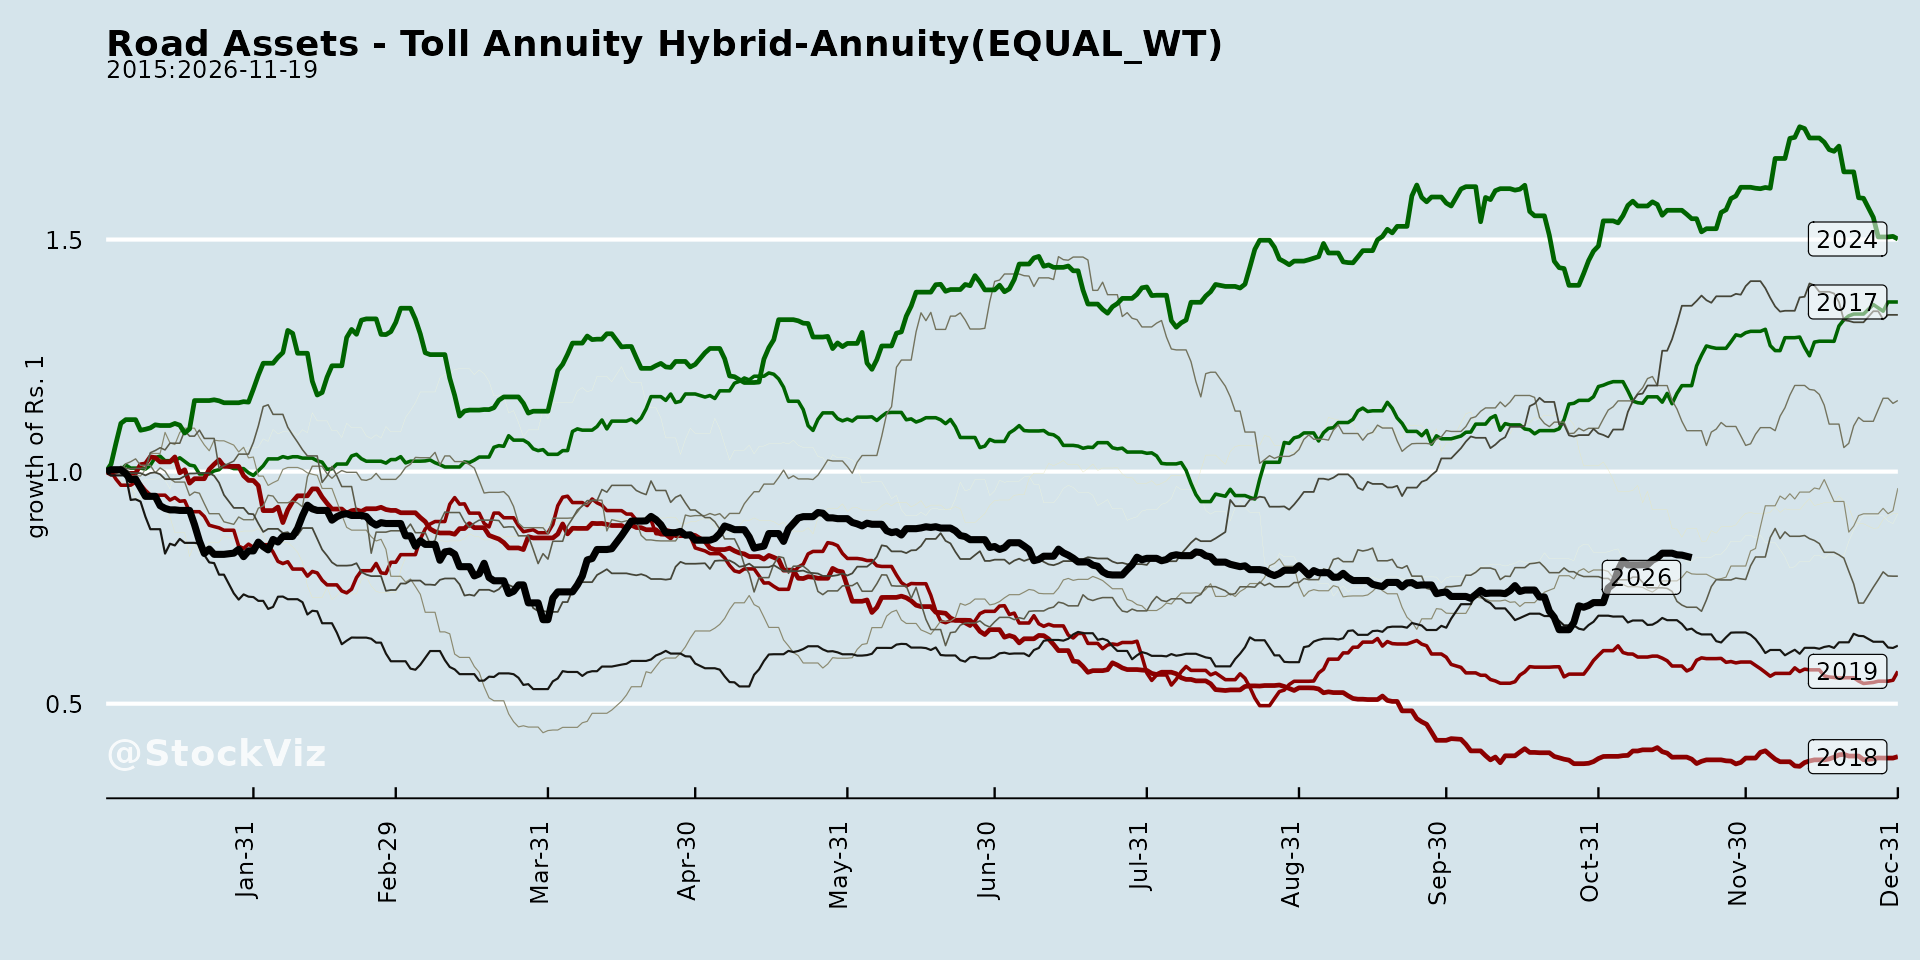 Road Assets - Toll Annuity Hybrid-Annuity(EQUAL_WT)
2015:2026-11-19
growth of Rs. 1
1.5
1.0
0.5
2024
2017
2026
2019
2018
@StockViz
Jan-31
Feb-29
Mar-31
Apr-30
May-31
Jun-30
Jul-31
Aug-31
Sep-30
Oct-31
Nov-30
Dec-31